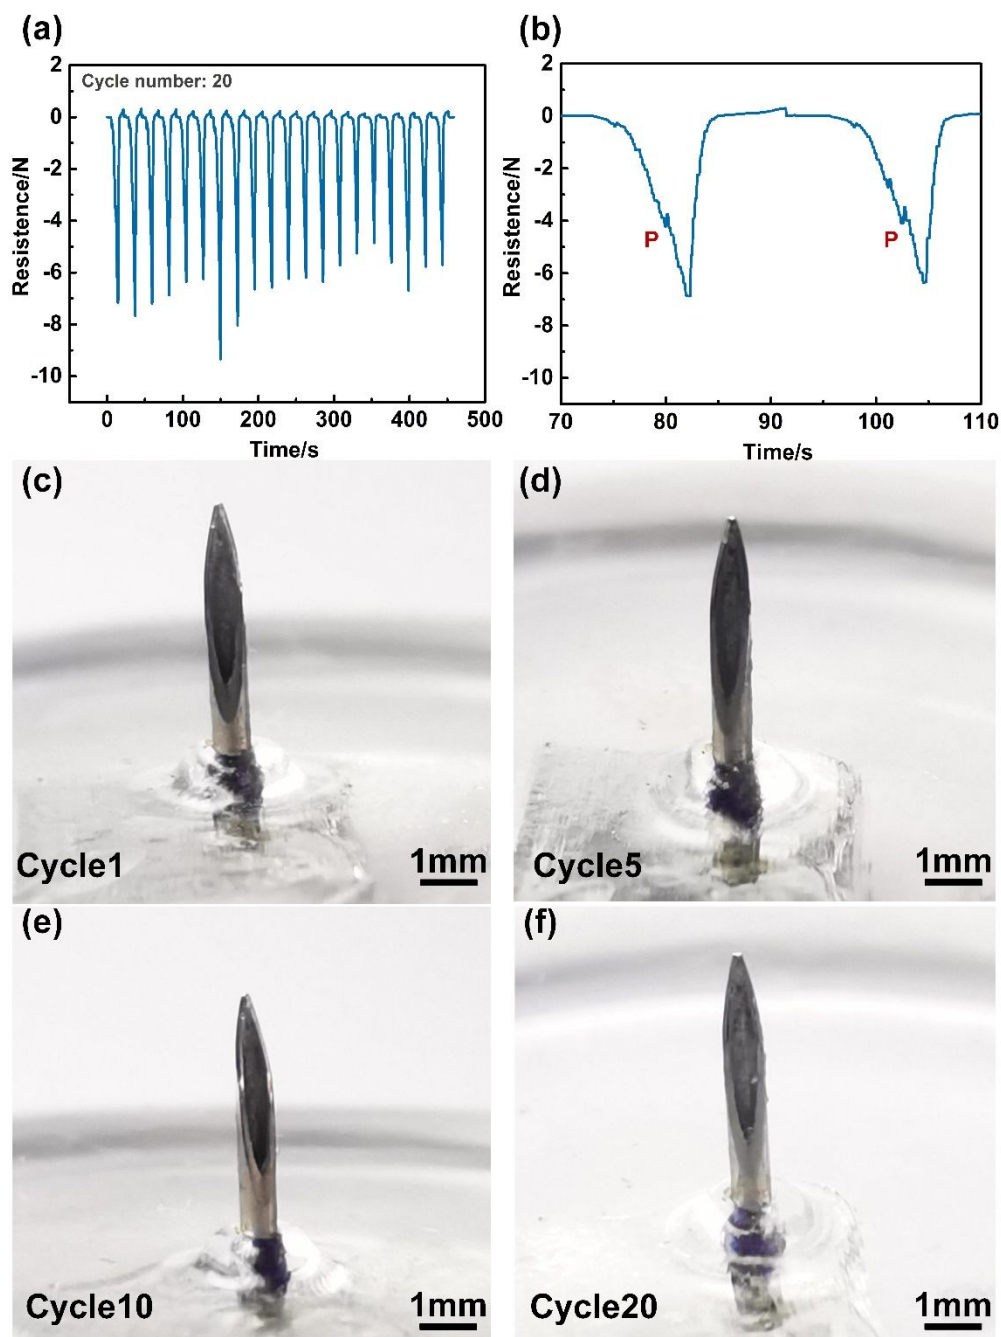 (a)
(b)
Cycle number: 20
2
0
-2
-4
-6
-8
-10
Resistence/N
0
100
200
300
400
500
Time/s
2
0
-2
-4
-6
-8
-10
Resistence/N
P
P
70
80
90
100
110
Time/s
(c)
(d)
Cycle1
1mm
Cycle5
1mm
(e)
(f)
Cycle10
1mm
Cycle20
1mm